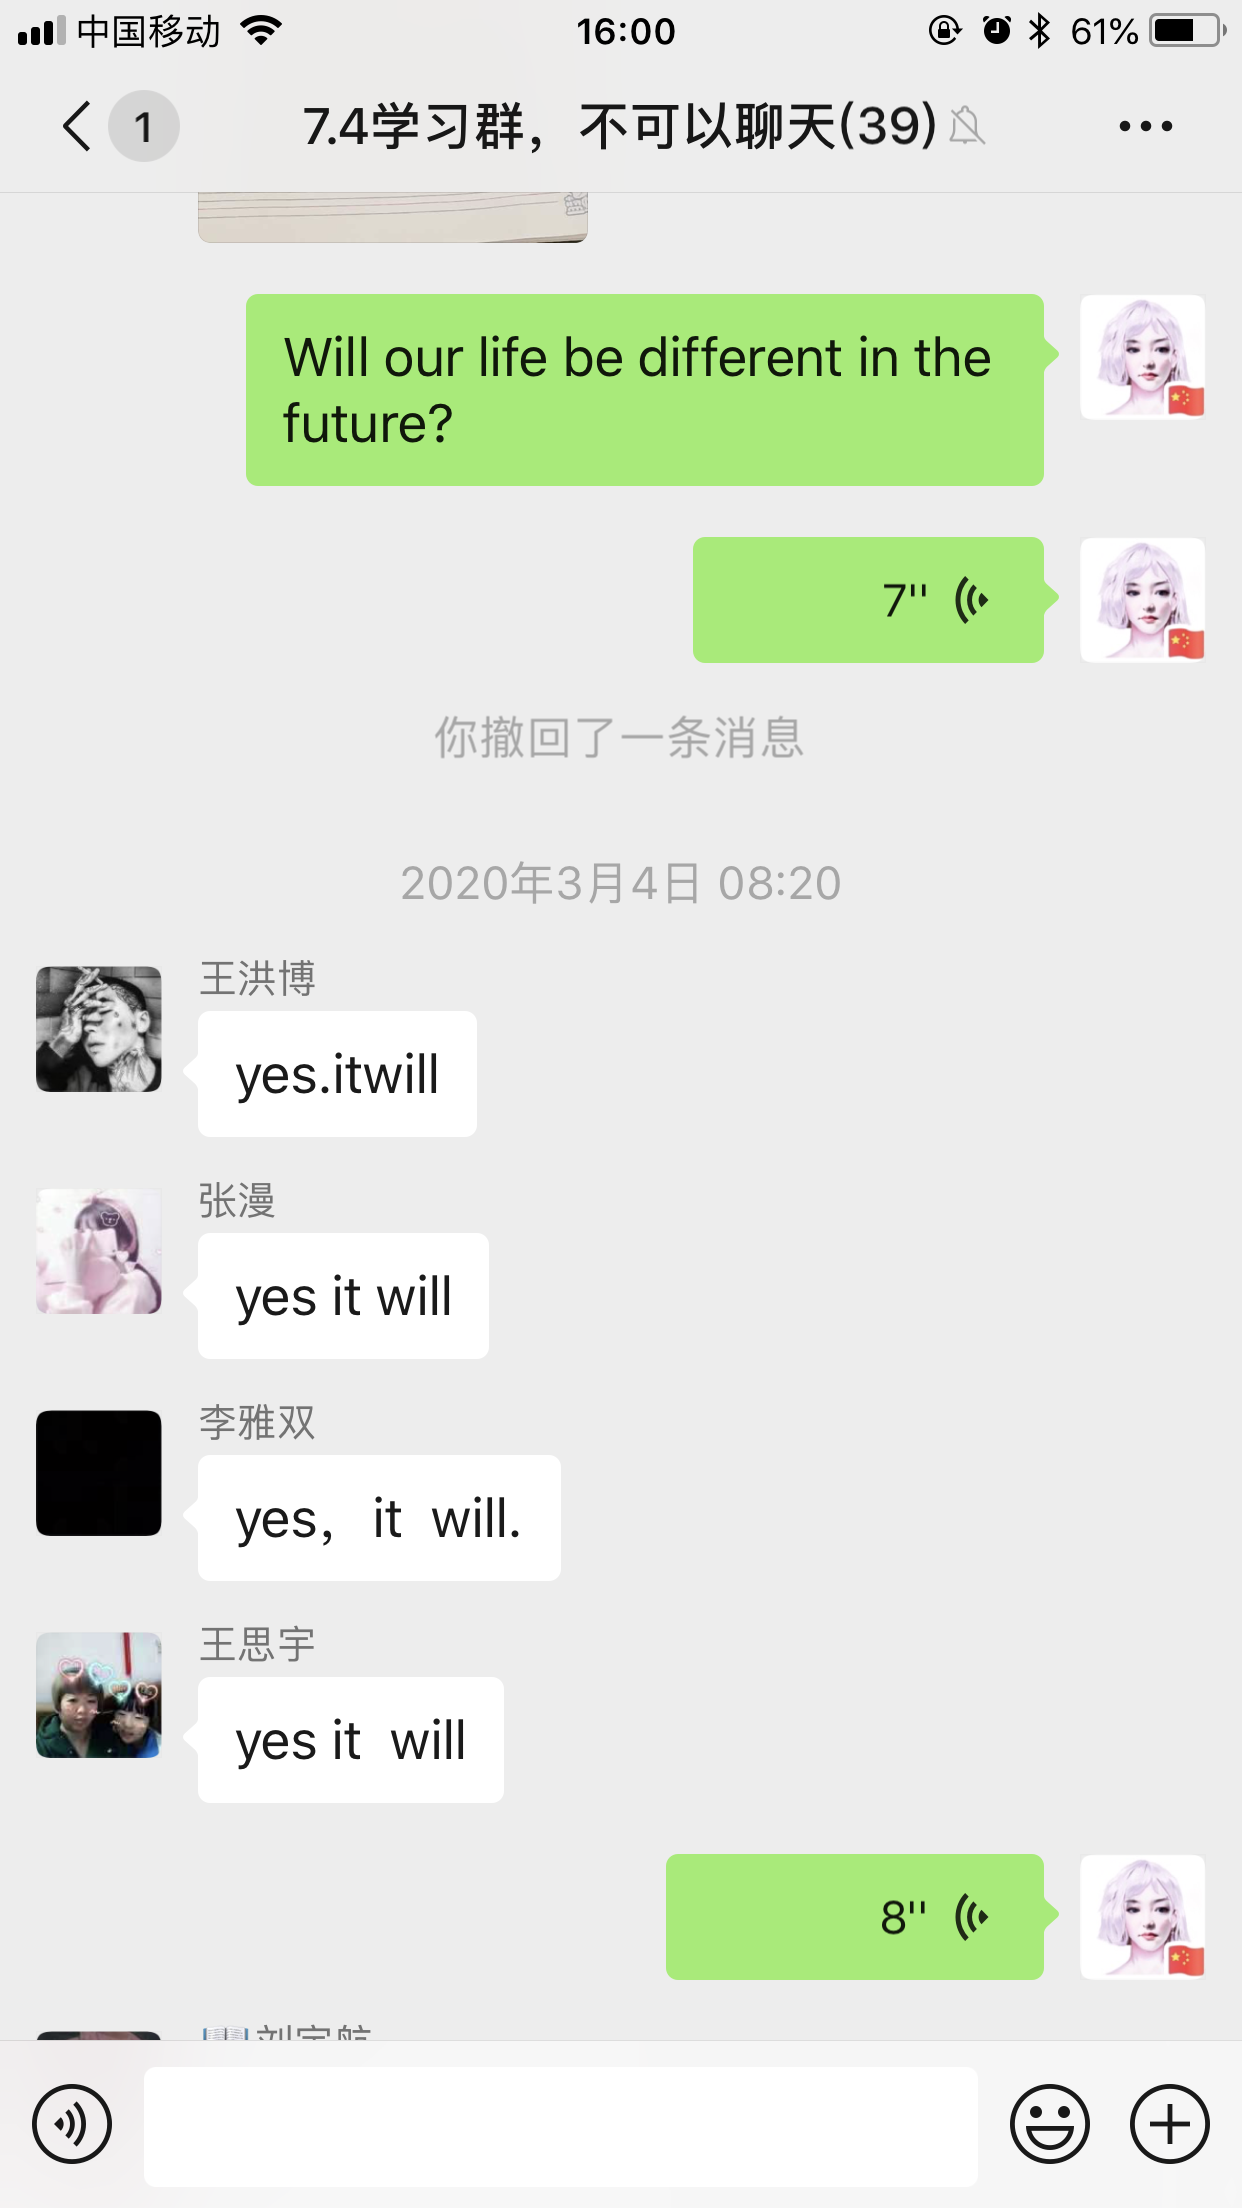 中国移动 16:00 61%
1 7.4学习群，不可以聊天(39)
Will our life be different in the
future?
7"
你撤回了一条消息
2020年3月4日 08:20
王洪博
yes.itwill
张漫
yes it will
李雅双
yes，it will.
王思宇
yes it will
8"